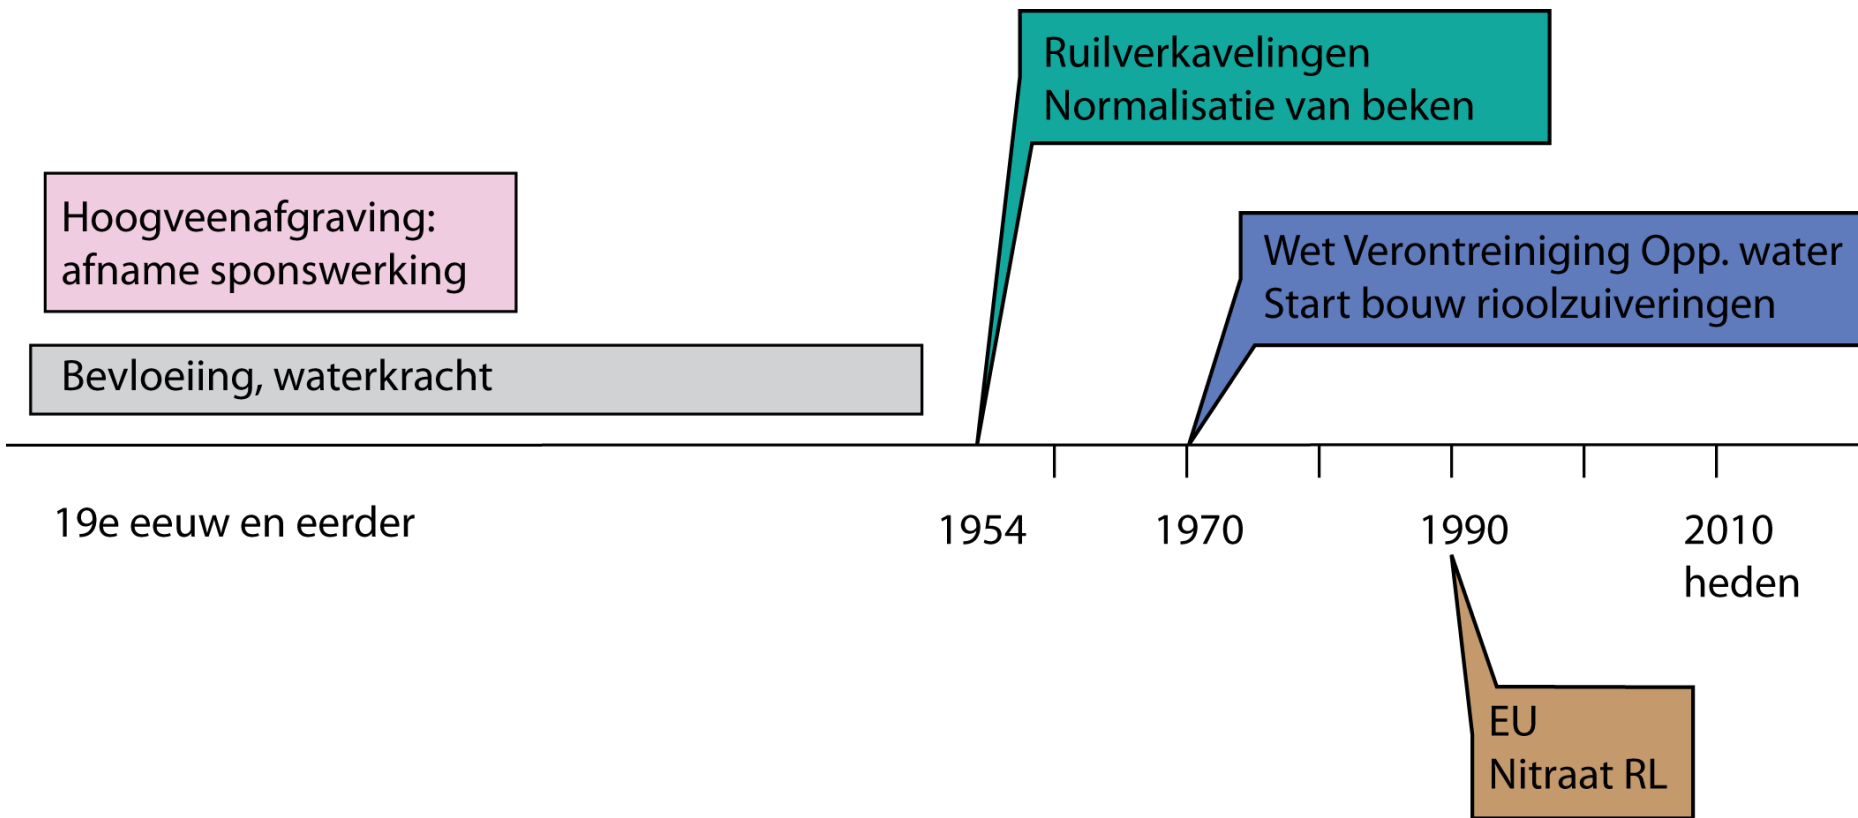 Ruilverkavelingen
Normalisatie van beken
Hoogveenafgraving:
afname sponswerking
Wet Verontreiniging Opp. water
Start bouw rioolzuiveringen
Bevloeiing, waterkracht
19e eeuw en eerder
1954
1970
1990
2010
heden
EU
Nitraat RL